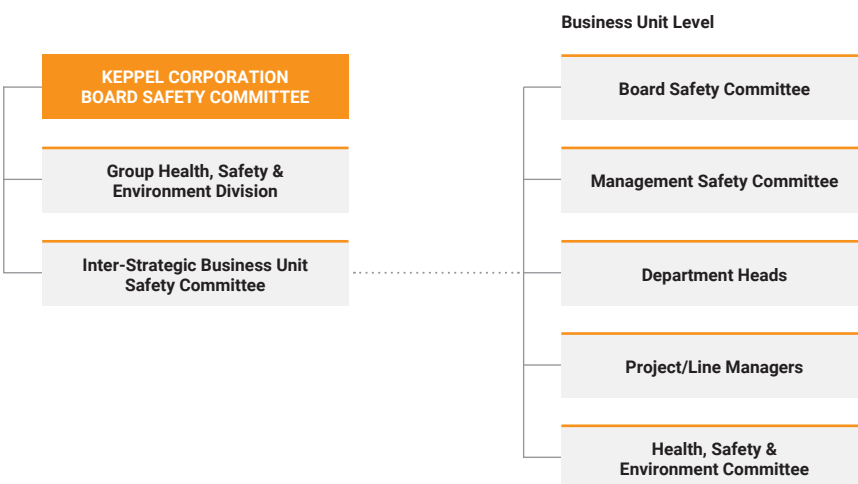 Business Unit Level
KEPPEL CORPORATION
BOARD SAFETY COMMITTEE
Group Health, Safety &
Environment Division
Inter-Strategic Business Unit
Safety Committee
Board Safety Committee
Management Safety Committee
Department Heads
Project/Line Managers
Health, Safety &
Environment Committee